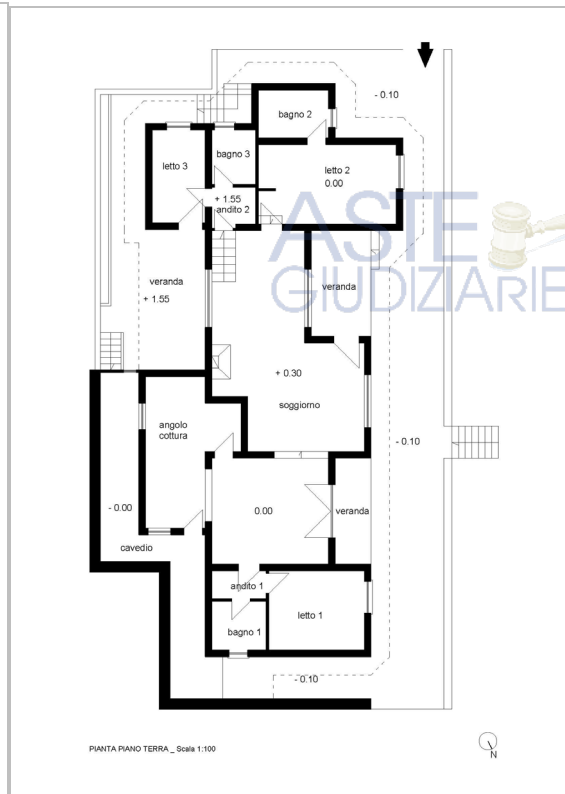 - 0.10
bagno 2
bagno 3
letto 3
letto 2
0.00
+ 1.55
andito 2
ASTE
GIUDIZIARIE
veranda
+ 1.55
veranda
+ 0.30
soggiorno
angolo
cottura
- 0.10
- 0.00
0.00
veranda
cavedio
andito 1
letto 1
bagno 1
- 0.10
PIANTA PIANO TERRA _ Scala 1:100
N